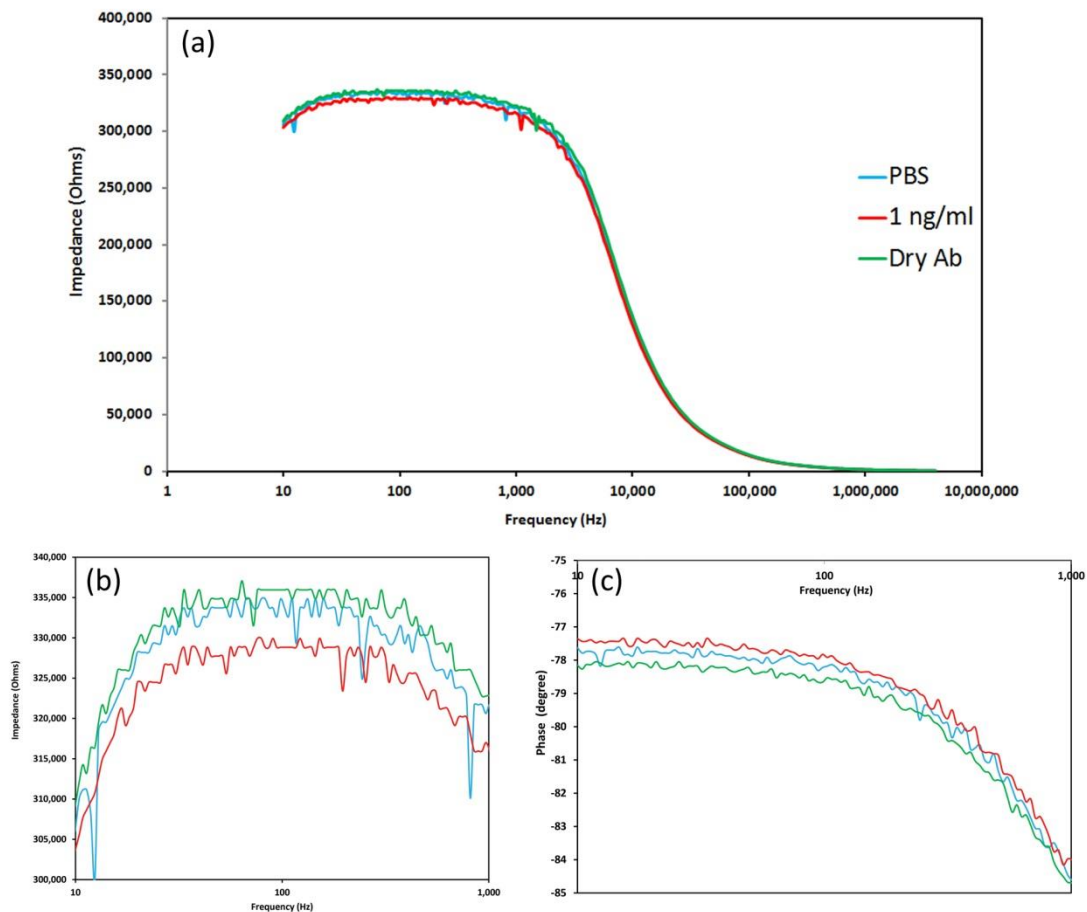 (a)
400,000
350,000
300,000
250,000
200,000
150,000
100,000
50,000
0
Impedance (Ohms)
1 10 100 1,000 10,000 100,000 1,000,000 10,000,000
Frequency (Hz)
PBS
1 ng/ml
Dry Ab
(b)
340,000
335,000
330,000
325,000
320,000
315,000
310,000
305,000
300,000
Impedance (Ohms)
10 100 1,000
Frequency (Hz)
(c)
-75
-76
-77
-78
-79
-80
-81
-82
-83
-84
-85
Phase (degree)
10 100 1,000
Frequency (Hz)